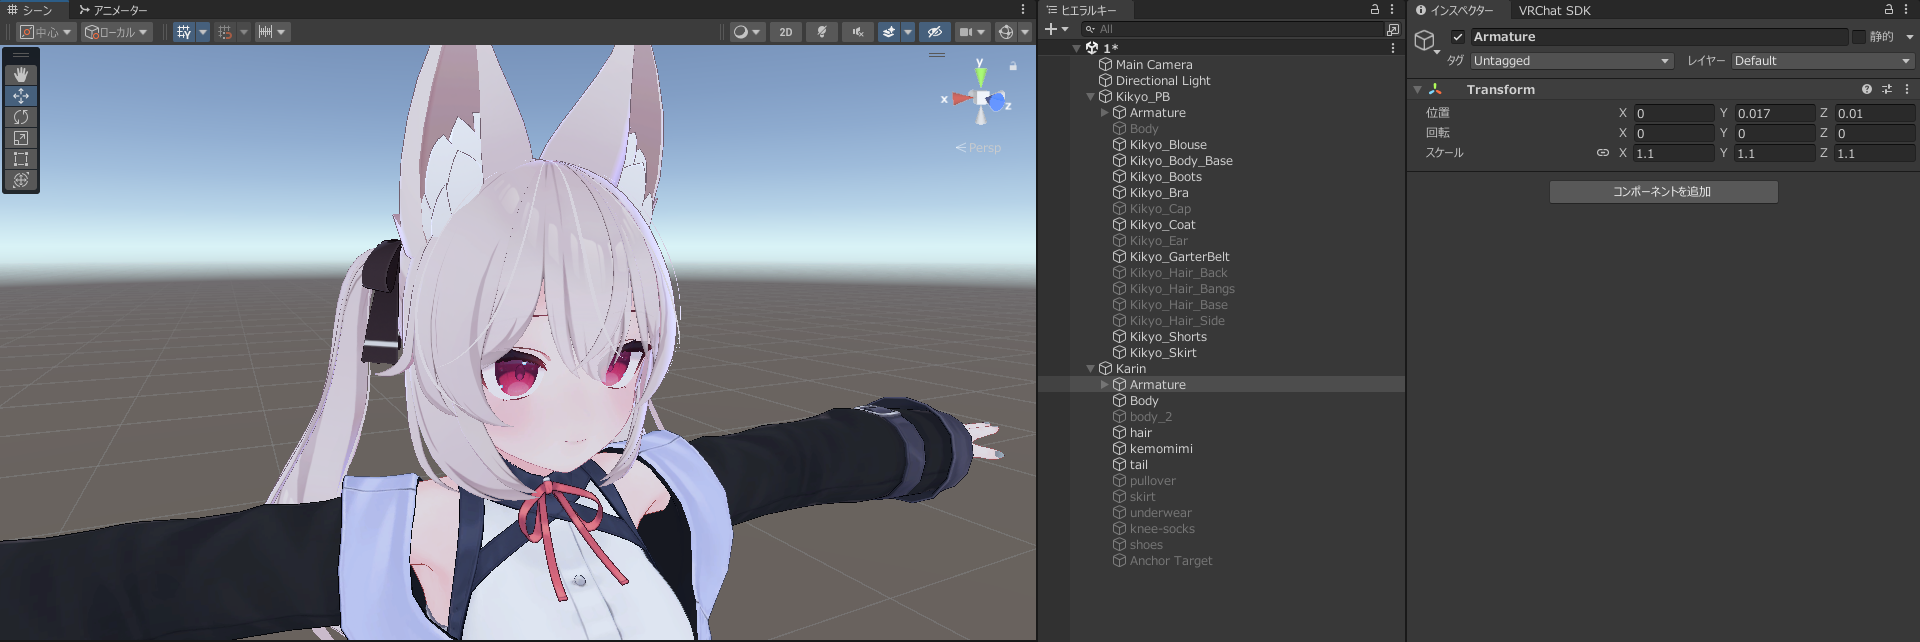 シーン
アニメーター
中心
ローカル
2D
y
x
z
Persp
ヒエラルキー
All
1*
Main Camera
Directional Light
Kikyo_PB
Armature
Body
Kikyo_Blouse
Kikyo_Body_Base
Kikyo_Boots
Kikyo_Bra
Kikyo_Cap
Kikyo_Coat
Kikyo_Ear
Kikyo_GarterBelt
Kikyo_Hair_Back
Kikyo_Hair_Bangs
Kikyo_Hair_Base
Kikyo_Hair_Side
Kikyo_Shorts
Kikyo_Skirt
Karin
Armature
Body
body_2
hair
kemomimi
tail
pullover
skirt
underwear
knee-socks
shoes
Anchor Target
インスペクター
VRChat SDK
Armature
静的
タグ Untagged
レイヤー Default
Transform
位置 X 0 Y 0.017 Z 0.01
回転 X 0 Y 0 Z 0
スケール X 1.1 Y 1.1 Z 1.1
コンポーネントを追加